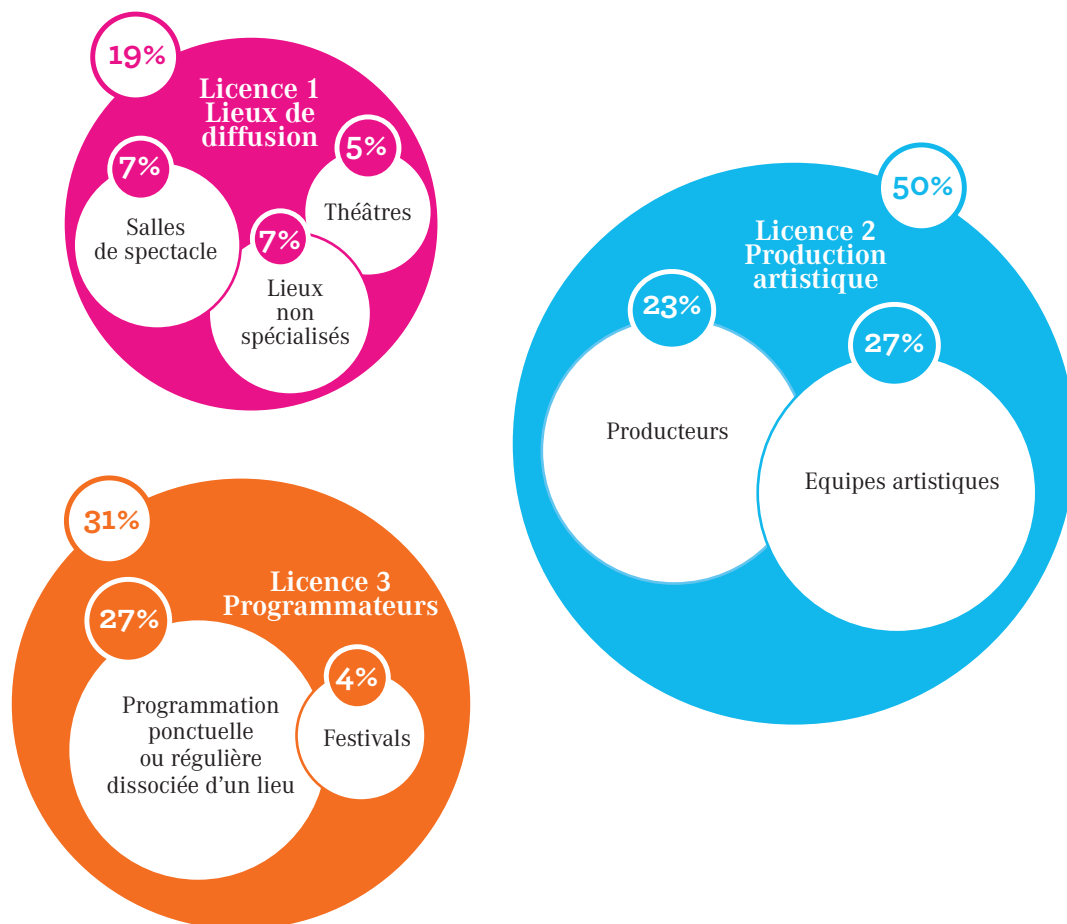 19%
Licence 1
Lieux de
diffusion
7%
Salles
de spectacle
5%
Théâtres
7%
Lieux
non
spécialisés
50%
Licence 2
Production
artistique
23%
Producteurs
27%
Equipes artistiques
31%
Licence 3
Programmateurs
27%
Programmation
ponctuelle
ou régulière
dissociée d'un lieu
4%
Festivals